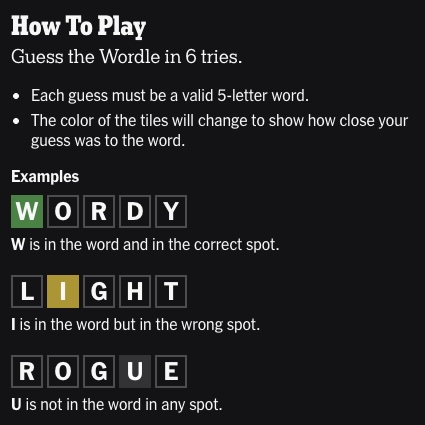 How To Play
Guess the Wordle in 6 tries.
• Each guess must be a valid 5-letter word.
• The color of the tiles will change to show how close your
guess was to the word.
Examples
W O R D Y
W is in the word and in the correct spot.
L I G H T
I is in the word but in the wrong spot.
R O G U E
U is not in the word in any spot.